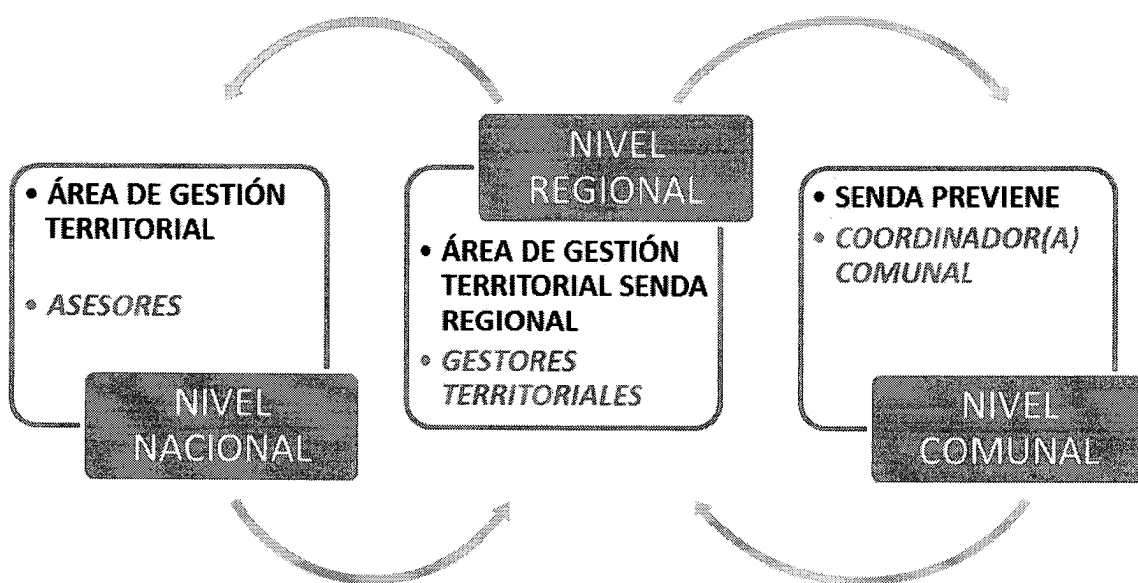 • ÁREA DE GESTIÓN
TERRITORIAL
• ASESORES
NIVEL
NACIONAL
NIVEL
REGIONAL
• ÁREA DE GESTIÓN
TERRITORIAL SENDA
REGIONAL
• GESTORES
TERRITORIALES
• SENDA PREVIENE
• COORDINADOR(A)
COMUNAL
NIVEL
COMUNAL